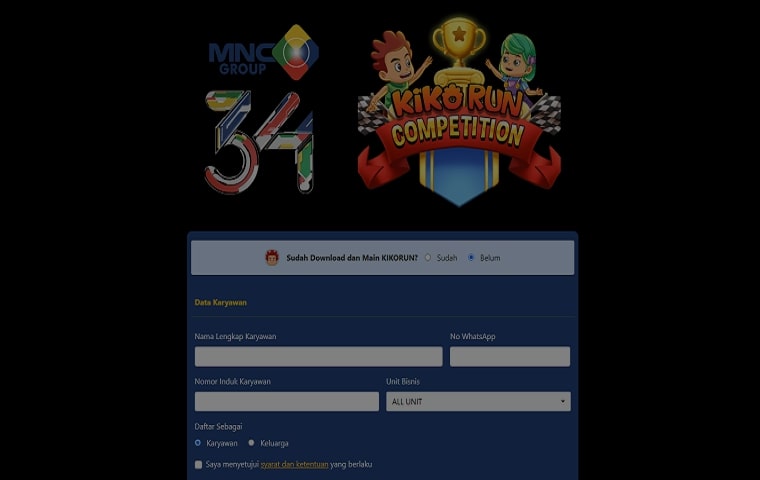 MNC
GROUP
34
KIKO RUN
COMPETITION
Sudah Download dan Main KIKORUN? Sudah Belum
Data Karyawan
Nama Lengkap Karyawan No WhatsApp
Nomor Induk Karyawan Unit Bisnis
ALL UNIT
Daftar Sebagai
Karyawan Keluarga
Saya menyetujui syarat dan ketentuan yang berlaku